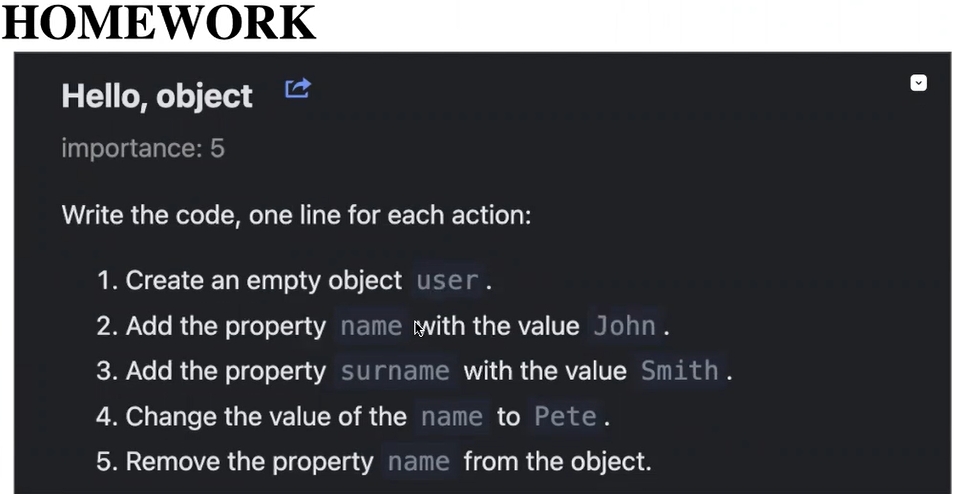 HOMEWORK
Hello, object
importance: 5
Write the code, one line for each action:
1. Create an empty object user.
2. Add the property name with the value John.
3. Add the property surname with the value Smith.
4. Change the value of the name to Pete.
5. Remove the property name from the object.